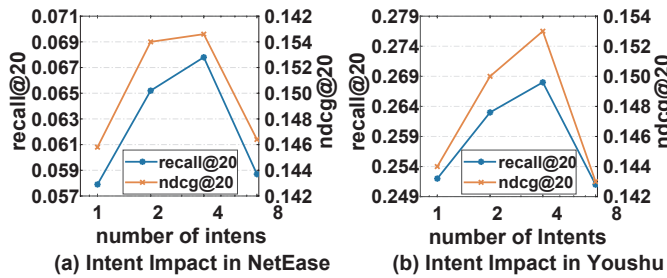 recall@20
0.071
0.069
0.067
0.065
0.063
0.061
0.059
0.057
0.142
0.154
0.152
0.150
0.148
0.146
0.144
0.142
ndcg@20
recall@20
ndcg@20
1 2 4 8
number of intens
(a) Intent Impact in NetEase
recall@20
0.279
0.274
0.269
0.264
0.259
0.254
0.249
0.154
0.152
0.150
0.148
0.146
0.144
0.142
ndcg@20
recall@20
ndcg@20
1 2 4 8
number of Intents
(b) Intent Impact in Youshu